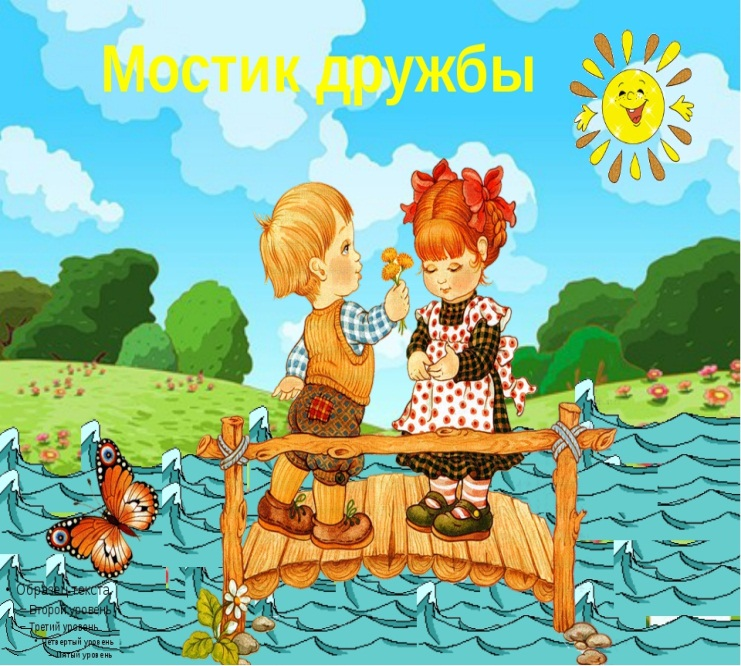 Мостик дружбы
Образец текста
– Второй уровень
– Третий уровень
• Четвертый уровень
– Пятый уровень